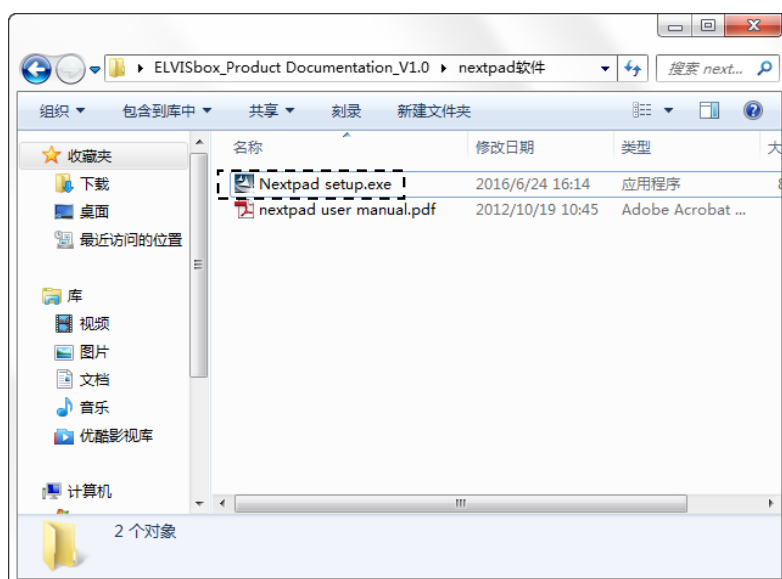 ELVISbox_Product Documentation_V1.0 nextpad软件
搜索 next...
组织 包含到库中 共享 刻录 新建文件夹
名称 修改日期 类型 大
收藏夹
下载
桌面
最近访问的位置
库
视频
图片
文档
音乐
优酷影视库
计算机
Nextpad setup.exe 2016/6/24 16:14 应用程序
nextpad user manual.pdf 2012/10/19 10:45 Adobe Acrobat ...
2 个对象